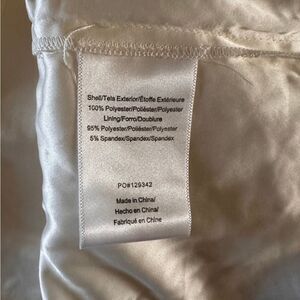 Shell/Tela Exterior/Étoffe Extérieure
100% Polyester/Poliéster/Polyester
Lining/Forro/Doublure
95% Polyester/Poliéster/Polyester
5% Spandex/Spandex/Spandex
PO#129342
Made in China/
Hecho en China/
Fabriqué en Chine